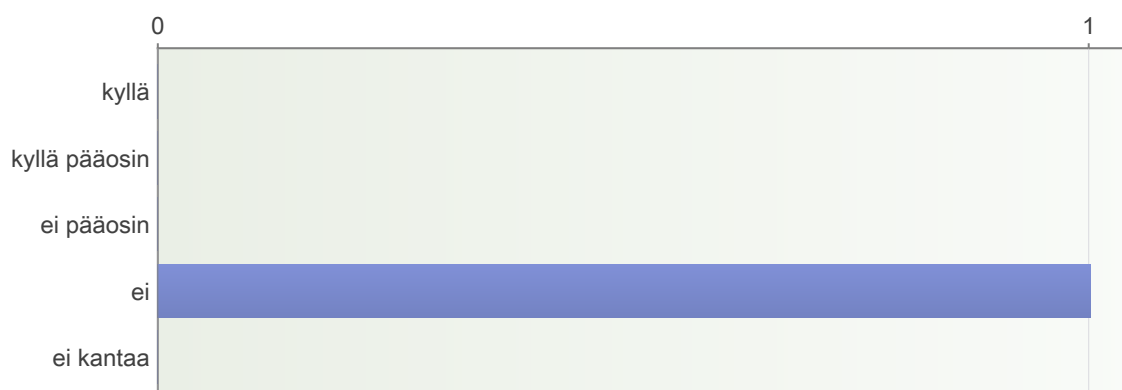 0 1
kyllä
kyllä pääosin
ei pääosin
ei
ei kantaa